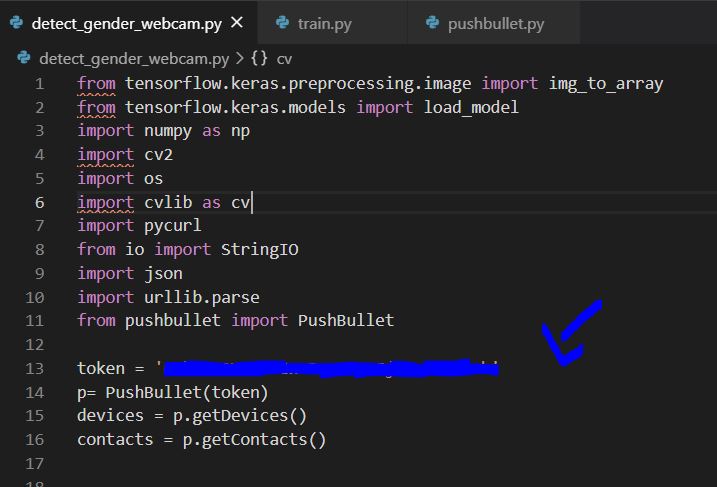 detect_gender_webcam.py train.py pushbullet.py
detect_gender_webcam.py > {} cv
1 from tensorflow.keras.preprocessing.image import img_to_array
2 from tensorflow.keras.models import load_model
3 import numpy as np
4 import cv2
5 import os
6 import cvlib as cv
7 import pycurl
8 from io import StringIO
9 import json
10 import urllib.parse
11 from pushbullet import PushBullet
12
13 token = '
14 p= PushBullet(token)
15 devices = p.getDevices()
16 contacts = p.getContacts()
17
18